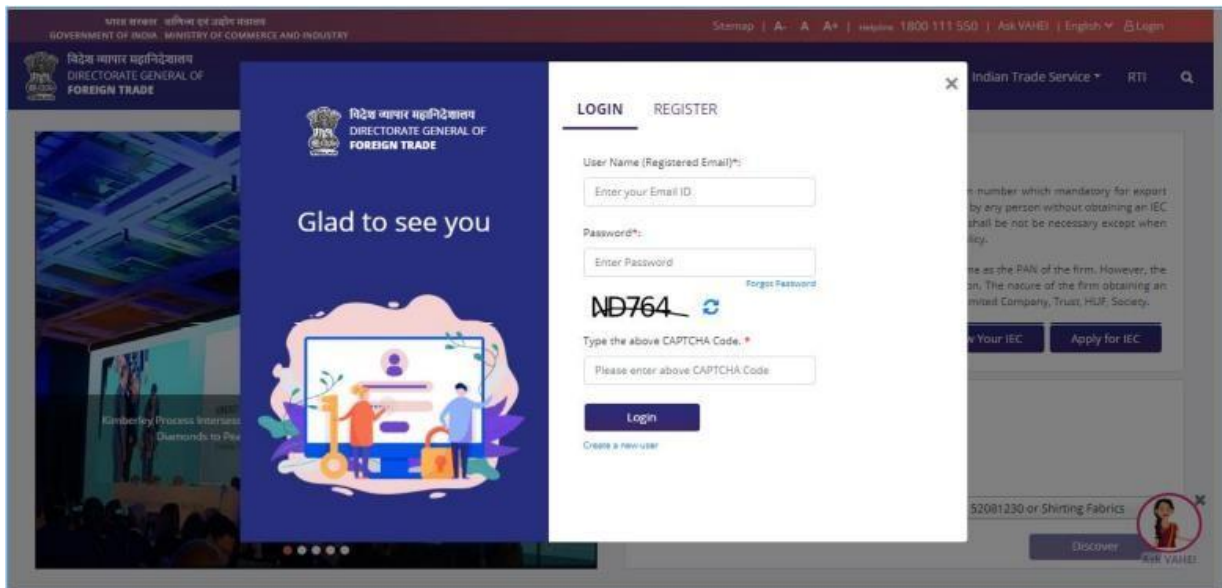 भारत सरकार वाणिज्य एवं उद्योग मंत्रालय
GOVERNMENT OF INDIA MINISTRY OF COMMERCE AND INDUSTRY
Sitemap | A- A A+ | Helpline 1800 111 550 | Ask VAHEI | English Login
विदेश व्यापार महानिदेशालय
DIRECTORATE GENERAL OF
FOREIGN TRADE
Indian Trade Service RTI
विदेश व्यापार महानिदेशालय
DIRECTORATE GENERAL OF
FOREIGN TRADE
Glad to see you
LOGIN REGISTER
User Name (Registered Email)*:
Enter your Email ID
Password*:
Enter Password
Forgot Password
ND764
Type the above CAPTCHA Code. *
Please enter above CAPTCHA Code
Login
Create a new user
number which mandatory for export
by any person without obtaining an IEC
shall be not be necessary except when
me as the PAN of the firm. However, the
on. The nature of the firm obtaining an
mited Company, Trust, HUF, Society.
w Your IEC Apply for IEC
Kimberley Process Interses
Diamonds to Pea
52081230 or Shirting Fabrics
Discover
Ask VAHEI